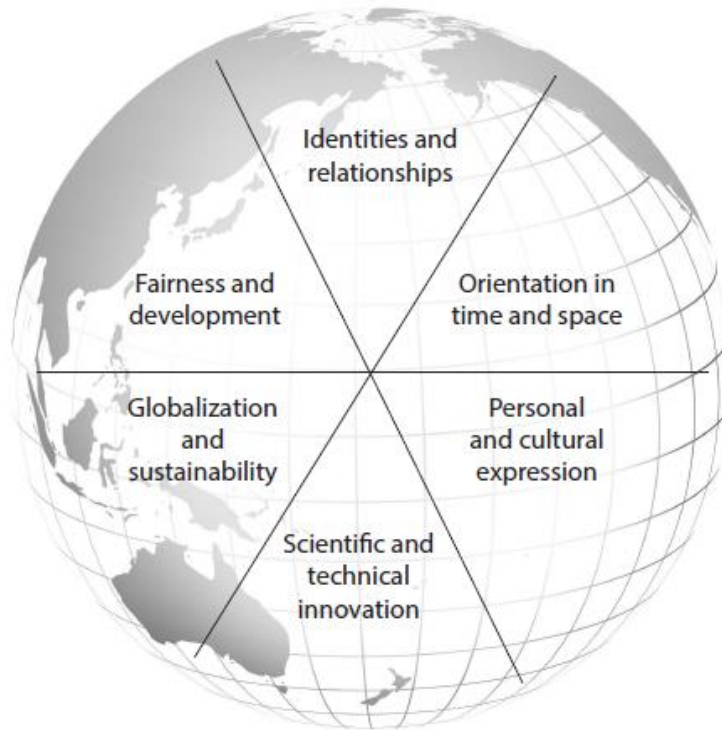 Identities and
relationships
Fairness and
development
Orientation in
time and space
Globalization
and
sustainability
Personal
and cultural
expression
Scientific and
technical
innovation